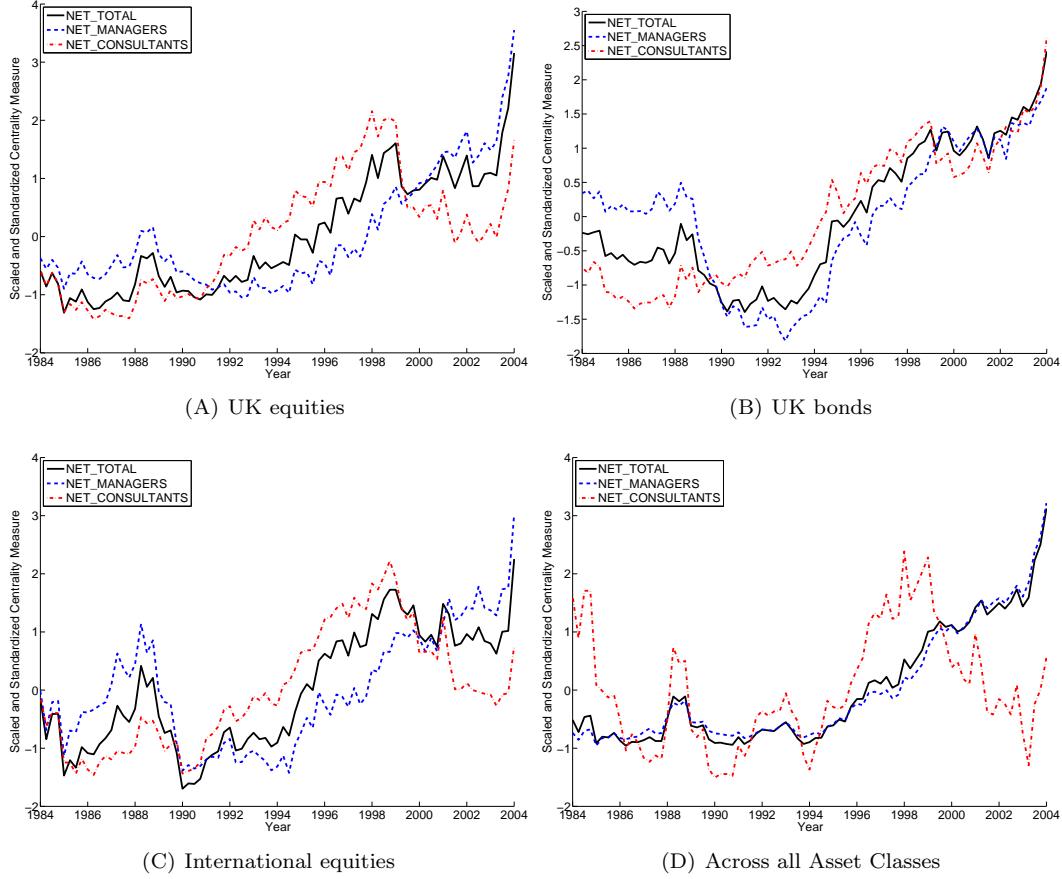 NET_TOTAL
NET_MANAGERS
NET_CONSULTANTS
Scaled and Standardized Centrality Measure
4
3
2
1
0
−1
−2
1984 1986 1988 1990 1992 1994 1996 1998 2000 2002 2004
Year
(A) UK equities
NET_TOTAL
NET_MANAGERS
NET_CONSULTANTS
Scaled and Standardized Centrality Measure
3
2.5
2
1.5
1
0.5
0
−0.5
−1
−1.5
−2
1984 1986 1988 1990 1992 1994 1996 1998 2000 2002 2004
Year
(B) UK bonds
NET_TOTAL
NET_MANAGERS
NET_CONSULTANTS
Scaled and Standardized Centrality Measure
4
3
2
1
0
−1
−2
1984 1986 1988 1990 1992 1994 1996 1998 2000 2002 2004
Year
(C) International equities
NET_TOTAL
NET_MANAGERS
NET_CONSULTANTS
Scaled and Standardized Centrality Measure
4
3
2
1
0
−1
−2
1984 1986 1988 1990 1992 1994 1996 1998 2000 2002 2004
Year
(D) Across all Asset Classes